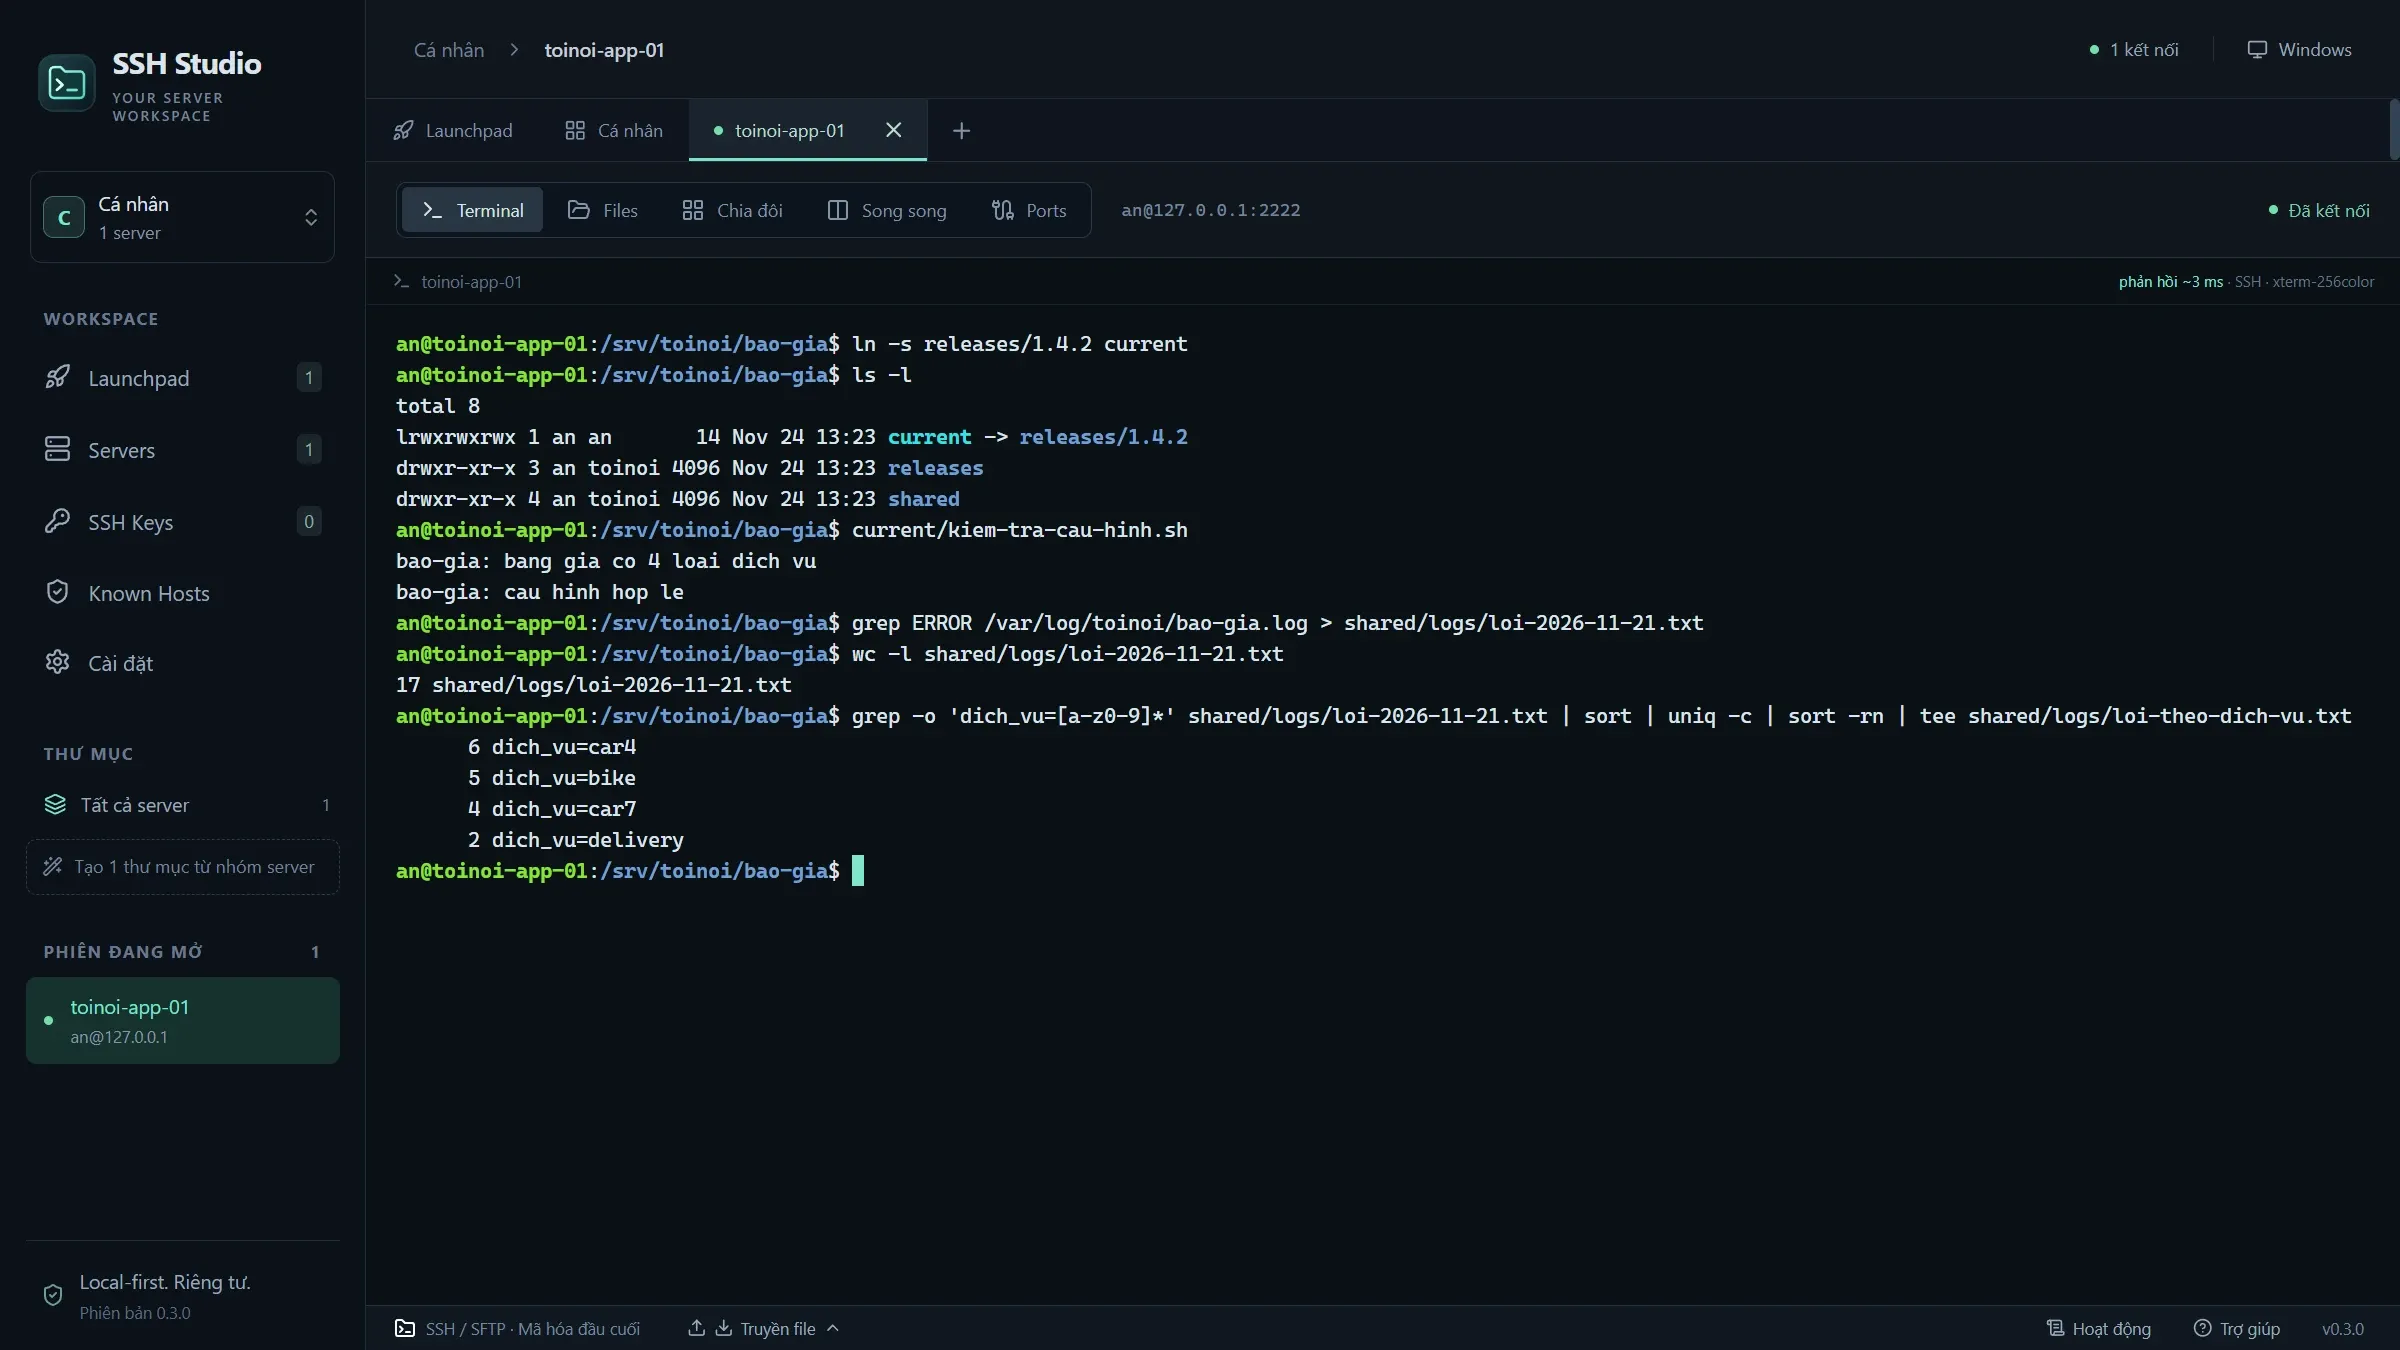 SSH Studio
YOUR SERVER
WORKSPACE
C
Cá nhân
1 server
WORKSPACE
Launchpad 1
Servers 1
SSH Keys 0
Known Hosts
Cài đặt
THƯ MỤC
Tất cả server 1
Tạo 1 thư mục từ nhóm server
PHIÊN ĐANG MỞ 1
toinoi-app-01
an@127.0.0.1
Local-first. Riêng tư.
Phiên bản 0.3.0
Cá nhân > toinoi-app-01
1 kết nối
Windows
Launchpad
Cá nhân
toinoi-app-01
Terminal
Files
Chia đôi
Song song
Ports
an@127.0.0.1:2222
Đã kết nối
toinoi-app-01
phản hồi ~3 ms · SSH · xterm-256color
an@toinoi-app-01:/srv/toinoi/bao-gia$ ln -s releases/1.4.2 current
an@toinoi-app-01:/srv/toinoi/bao-gia$ ls -l
total 8
lrwxrwxrwx 1 an an       14 Nov 24 13:23 current -> releases/1.4.2
drwxr-xr-x 3 an toinoi 4096 Nov 24 13:23 releases
drwxr-xr-x 4 an toinoi 4096 Nov 24 13:23 shared
an@toinoi-app-01:/srv/toinoi/bao-gia$ current/kiem-tra-cau-hinh.sh
bao-gia: bang gia co 4 loai dich vu
bao-gia: cau hinh hop le
an@toinoi-app-01:/srv/toinoi/bao-gia$ grep ERROR /var/log/toinoi/bao-gia.log > shared/logs/loi-2026-11-21.txt
an@toinoi-app-01:/srv/toinoi/bao-gia$ wc -l shared/logs/loi-2026-11-21.txt
17 shared/logs/loi-2026-11-21.txt
an@toinoi-app-01:/srv/toinoi/bao-gia$ grep -o 'dich_vu=[a-z0-9]*' shared/logs/loi-2026-11-21.txt | sort | uniq -c | sort -rn | tee shared/logs/loi-theo-dich-vu.txt
6 dich_vu=car4
5 dich_vu=bike
4 dich_vu=car7
2 dich_vu=delivery
an@toinoi-app-01:/srv/toinoi/bao-gia$
SSH / SFTP · Mã hóa đầu cuối
Truyền file
Hoạt động
Trợ giúp
v0.3.0